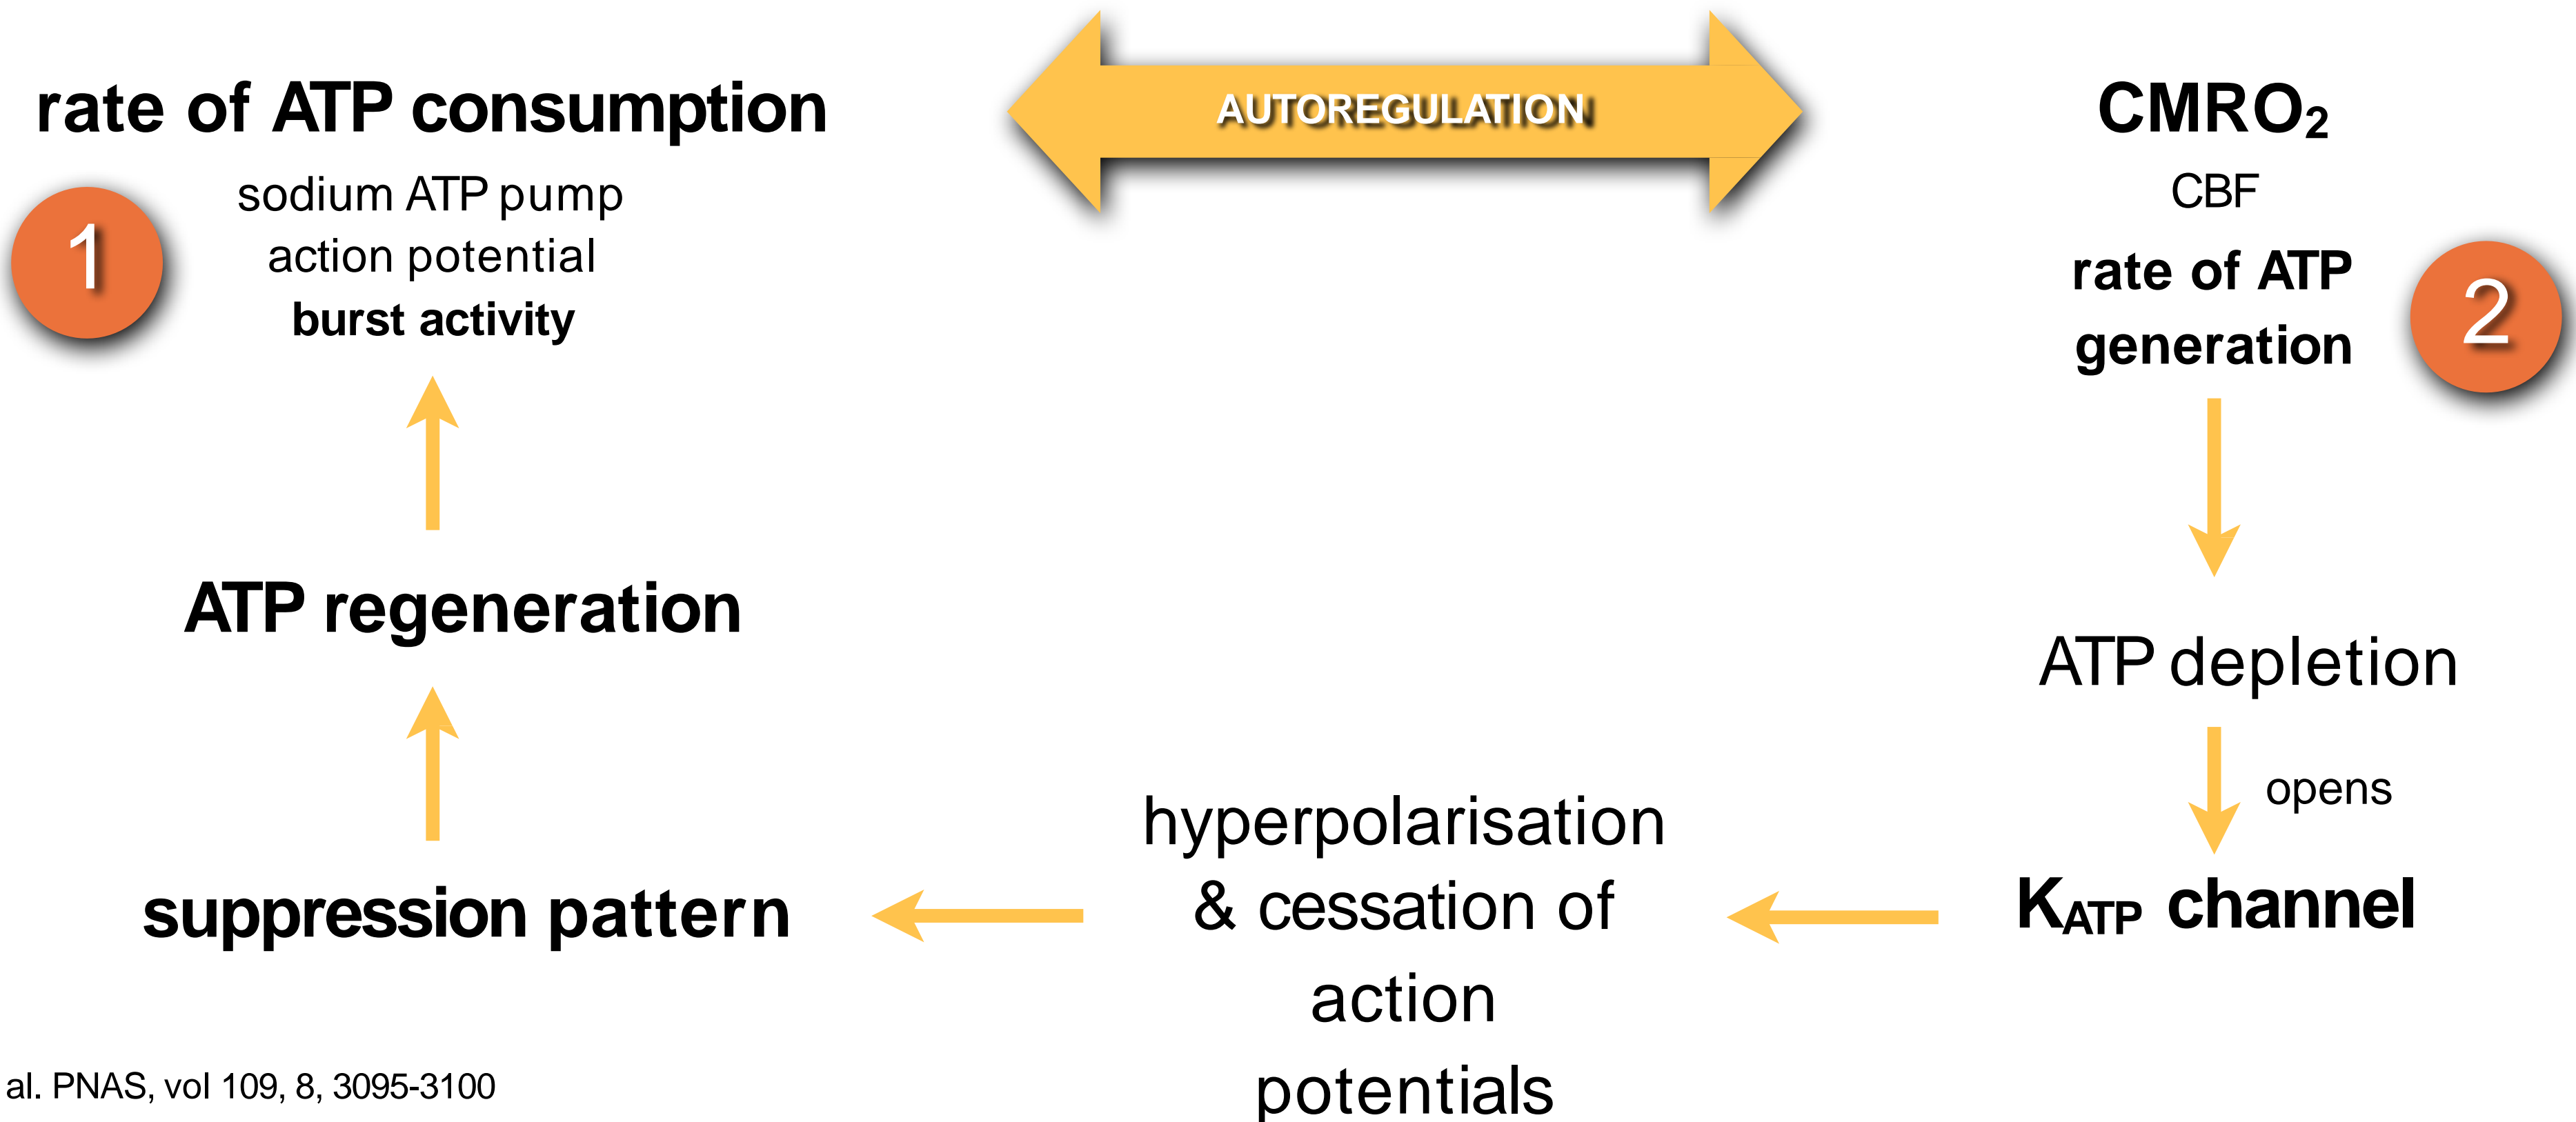 rate of ATP consumption
sodium ATP pump
action potential
burst activity
1
AUTOREGULATION
CMRO₂
CBF
rate of ATP
generation
2
ATP depletion
opens
K_ATP channel
hyperpolarisation
& cessation of
action
potentials
suppression pattern
ATP regeneration
al. PNAS, vol 109, 8, 3095-3100